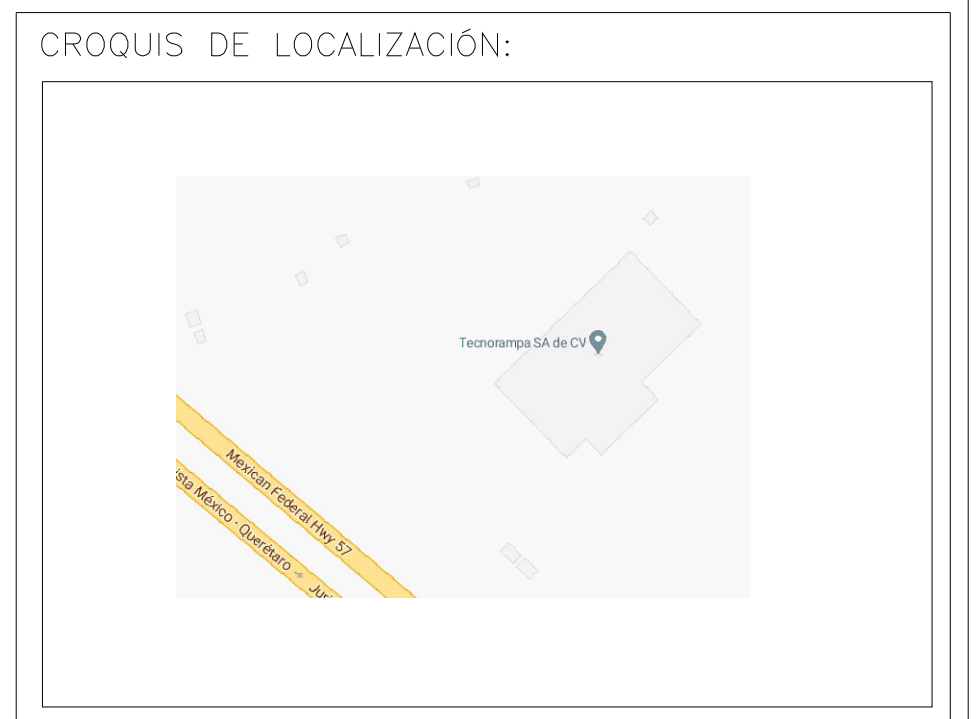 CROQUIS DE LOCALIZACIÓN:
Tecnorampa SA de CV
Mexican Federal Hwy 57
ista México - Querétaro